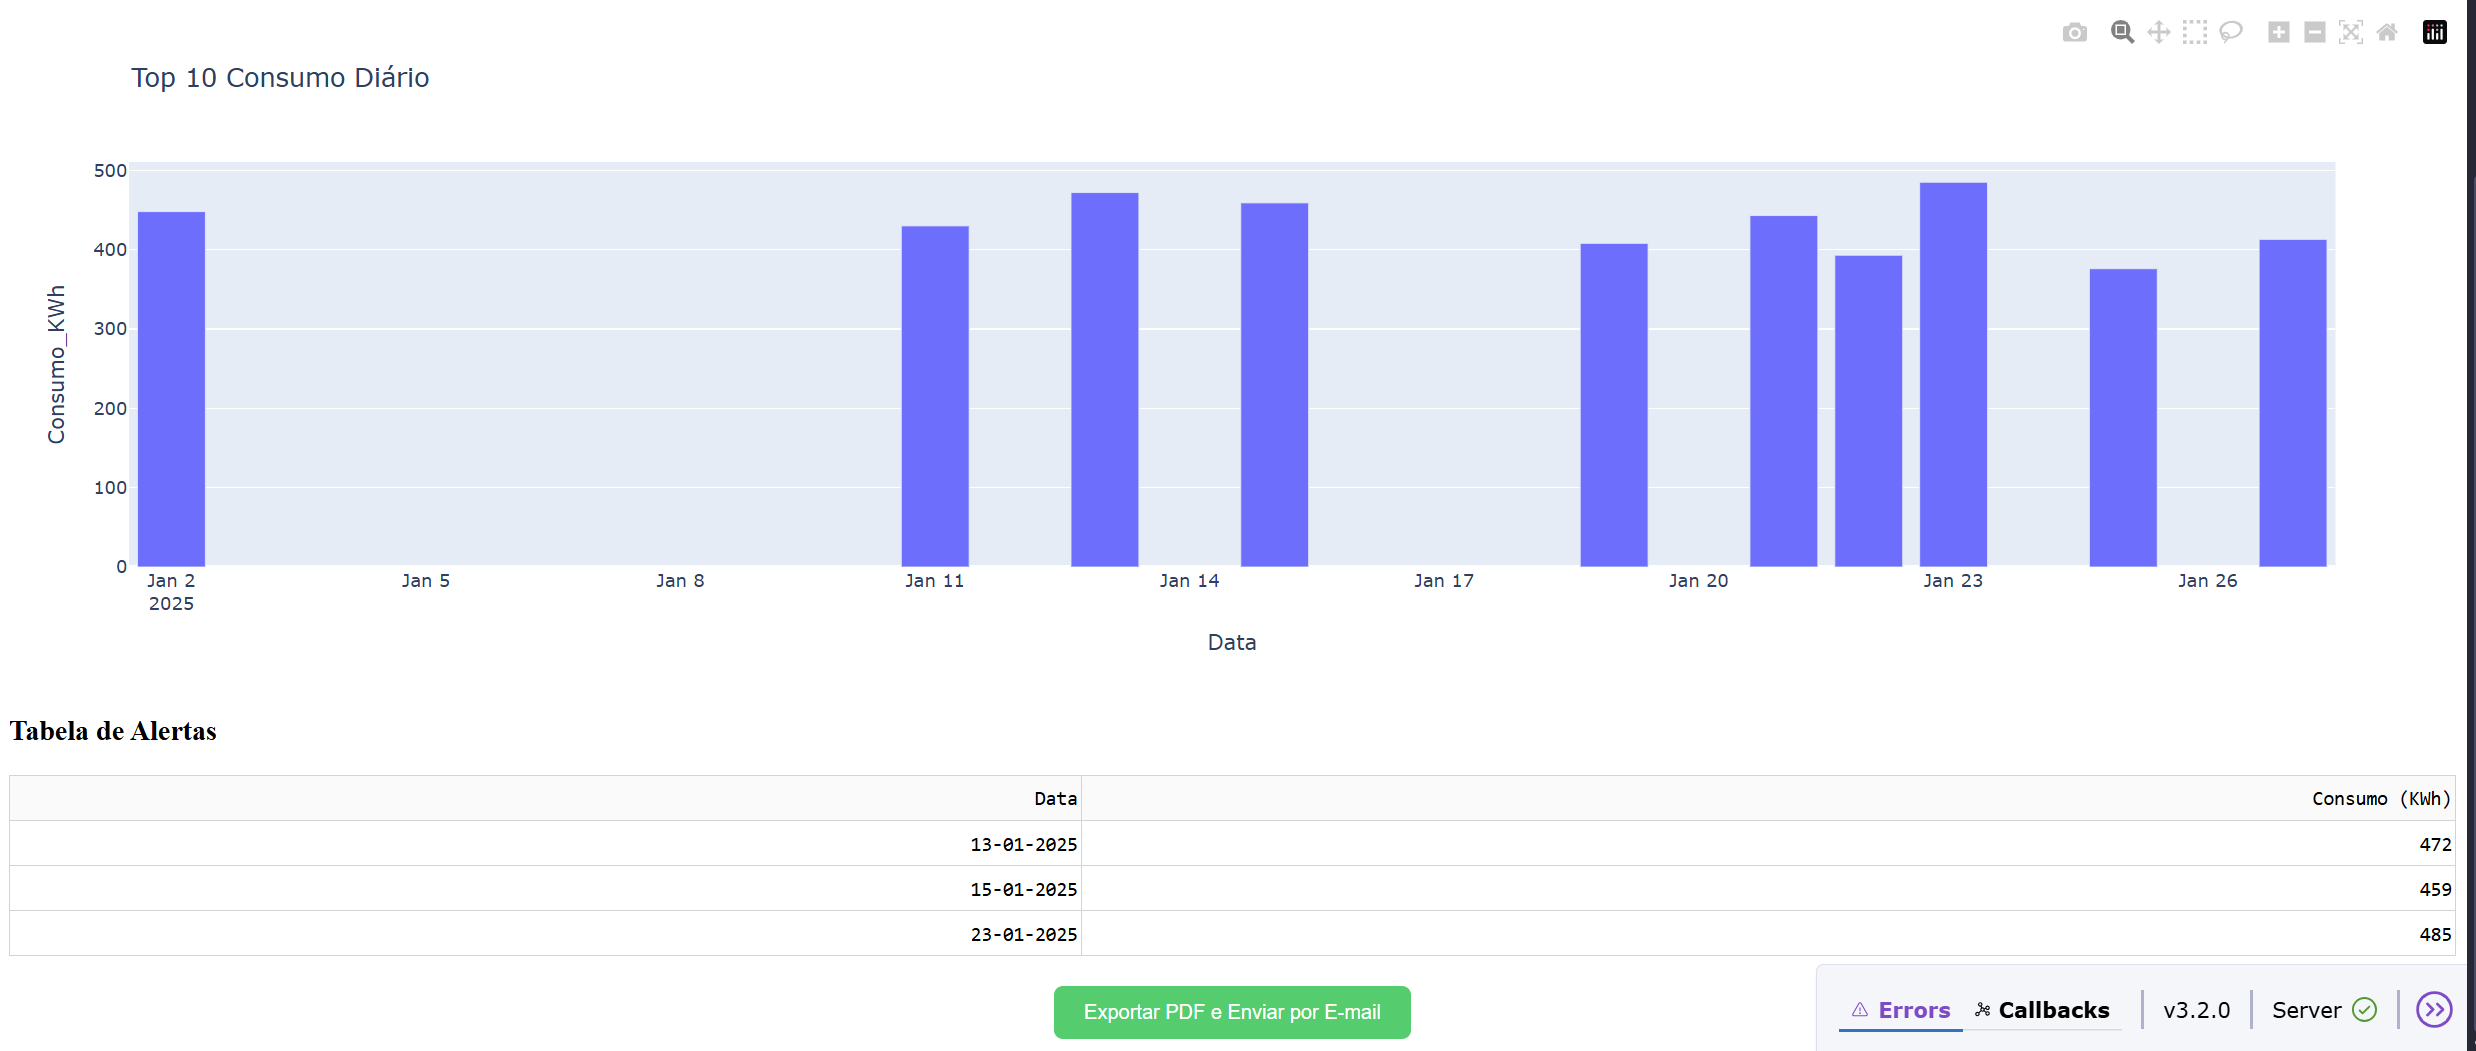 Top 10 Consumo Diário
500
400
300
200
100
0
Consumo_KWh
Jan 2 Jan 5 Jan 8 Jan 11 Jan 14 Jan 17 Jan 20 Jan 23 Jan 26
2025
Data
Tabela de Alertas
Data Consumo (KWh)
13-01-2025 472
15-01-2025 459
23-01-2025 485
Exportar PDF e Enviar por E-mail
Errors Callbacks v3.2.0 Server